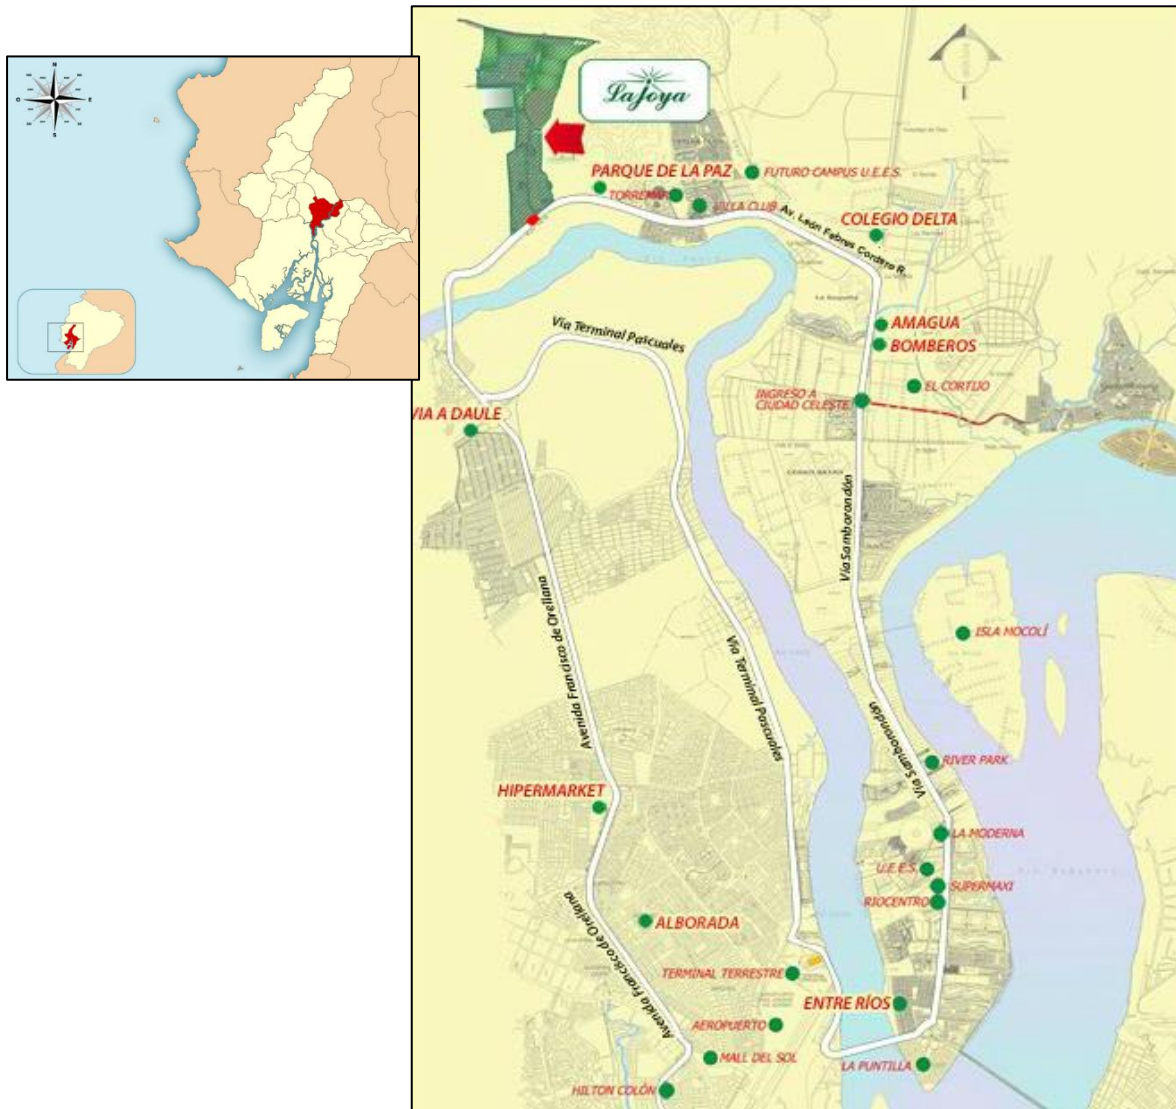 N
O
E
S
La Joya
PARQUE DE LA PAZ
FUTURO CAMPUS U.E.E.S.
TORREMAR
VILLA CLUB
Av. León Febres Cordero R.
COLEGIO DELTA
AMAGUA
BOMBEROS
Vía Terminal Pascuales
EL CORTIJO
INGRESO A
CIUDAD CELESTE
VIA A DAULE
Vía Samborondón
Avenida Francisco de Orellana
ISLA MOCOLÍ
Vía Terminal Pascuales
Vía Samborondón
RIVER PARK
HIPERMARKET
LA MODERNA
U.E.E.S.
SUPERMAXI
RIOCENTRO
ALBORADA
Avenida Francisco de Orellana
TERMINAL TERRESTRE
ENTRE RÍOS
AEROPUERTO
MALL DEL SOL
LA PUNTILLA
HILTON COLÓN